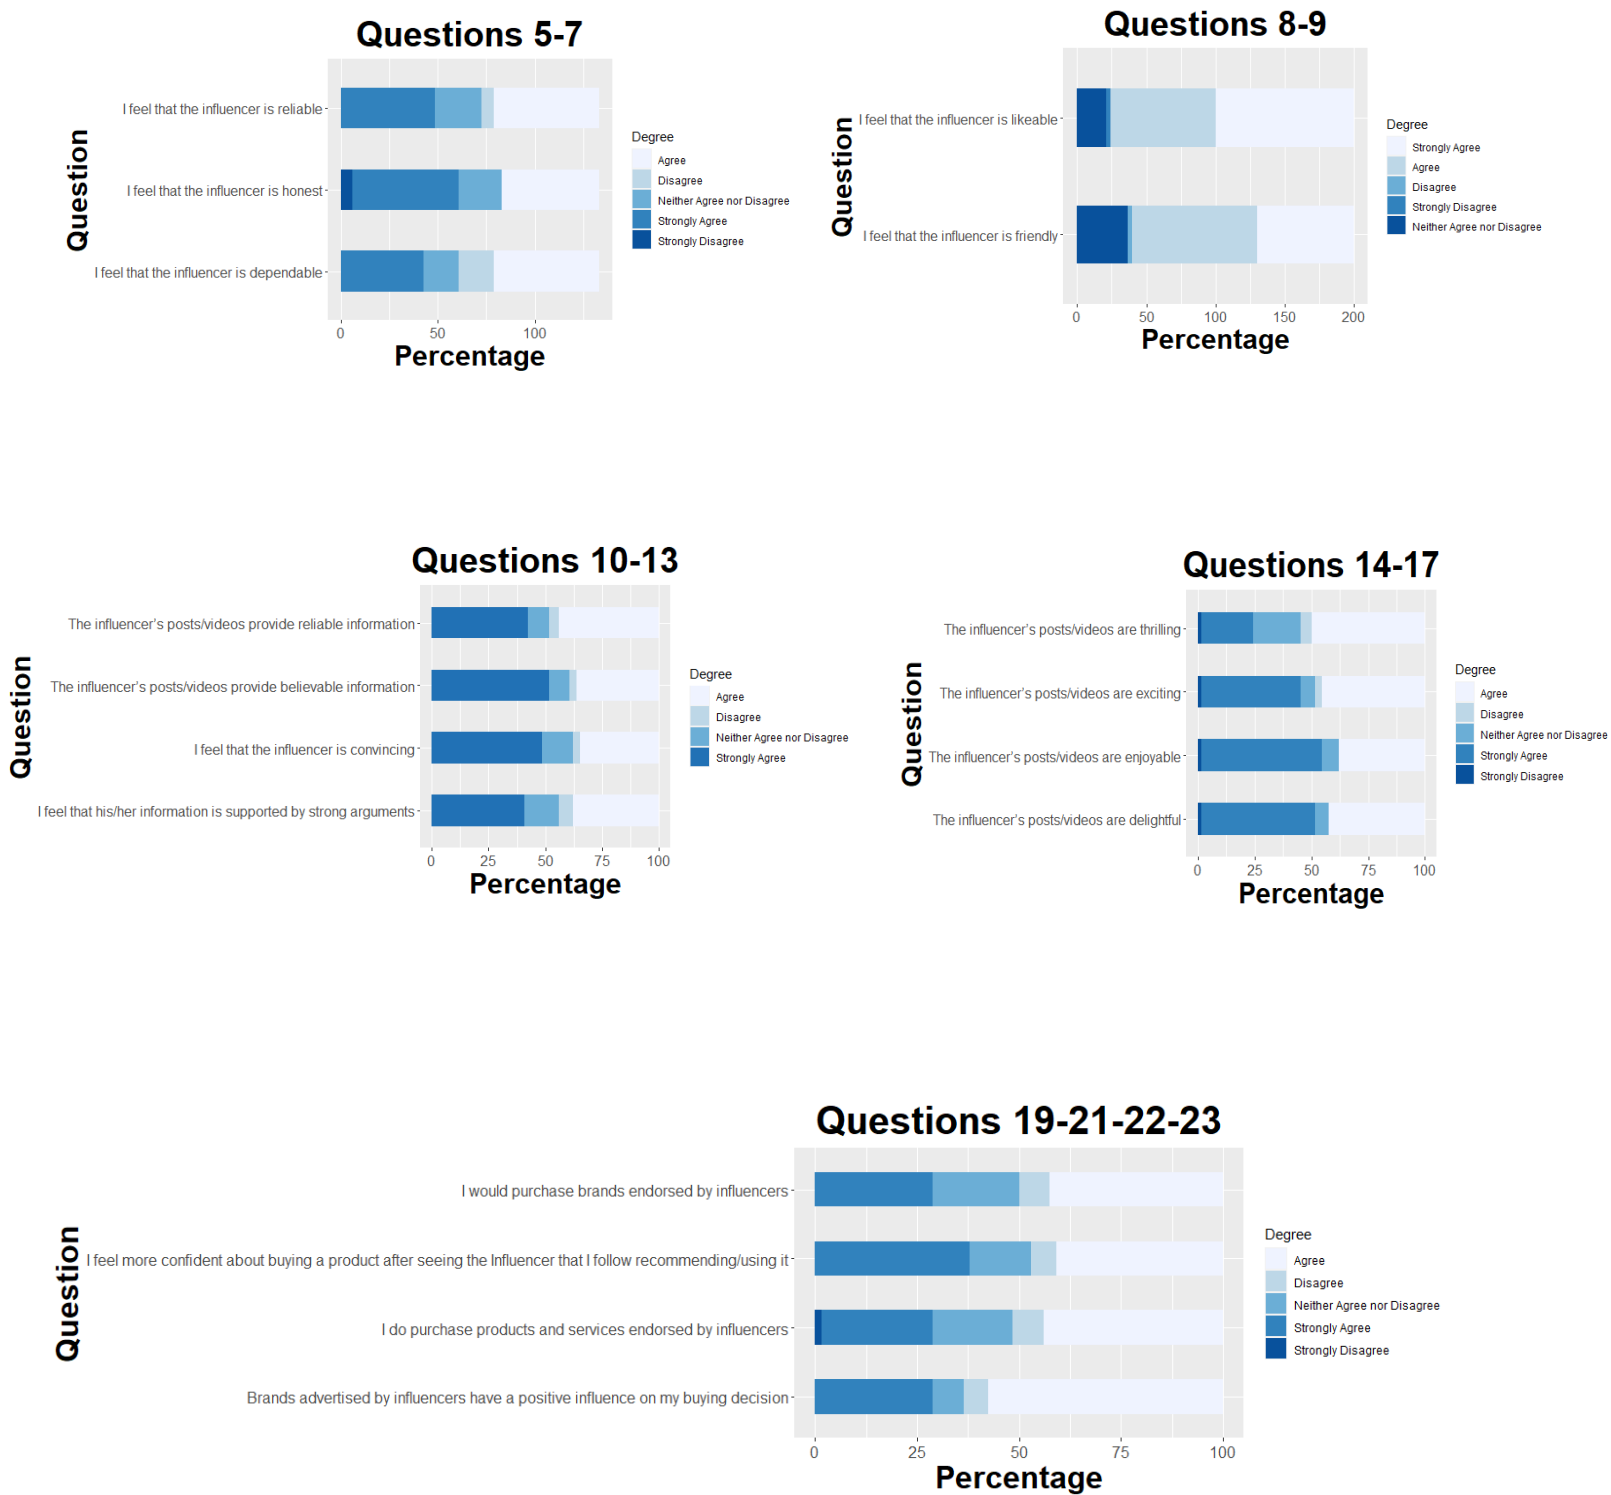 Questions 5-7
Question
I feel that the influencer is reliable
I feel that the influencer is honest
I feel that the influencer is dependable
0 50 100
Percentage
Degree
Agree
Disagree
Neither Agree nor Disagree
Strongly Agree
Strongly Disagree
Questions 8-9
Question
I feel that the influencer is likeable
I feel that the influencer is friendly
0 50 100 150 200
Percentage
Degree
Strongly Agree
Agree
Disagree
Strongly Disagree
Neither Agree nor Disagree
Questions 10-13
Question
The influencer's posts/videos provide reliable information
The influencer's posts/videos provide believable information
I feel that the influencer is convincing
I feel that his/her information is supported by strong arguments
0 25 50 75 100
Percentage
Degree
Agree
Disagree
Neither Agree nor Disagree
Strongly Agree
Questions 14-17
Question
The influencer's posts/videos are thrilling
The influencer's posts/videos are exciting
The influencer's posts/videos are enjoyable
The influencer's posts/videos are delightful
0 25 50 75 100
Percentage
Degree
Agree
Disagree
Neither Agree nor Disagree
Strongly Agree
Strongly Disagree
Questions 19-21-22-23
Question
I would purchase brands endorsed by influencers
I feel more confident about buying a product after seeing the Influencer that I follow recommending/using it
I do purchase products and services endorsed by influencers
Brands advertised by influencers have a positive influence on my buying decision
0 25 50 75 100
Percentage
Degree
Agree
Disagree
Neither Agree nor Disagree
Strongly Agree
Strongly Disagree